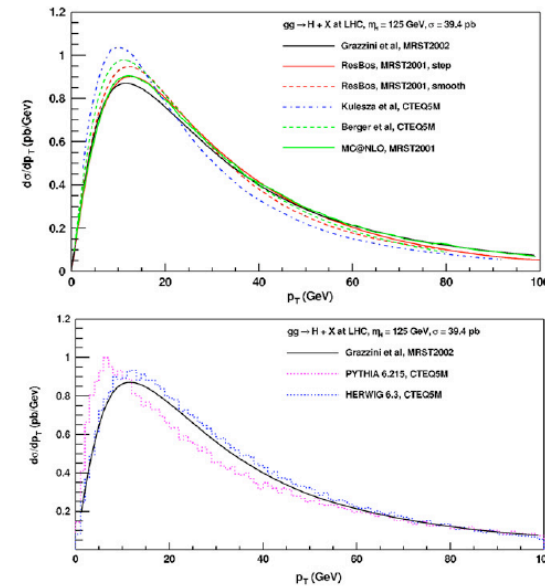 gg → H + X at LHC, mₕ = 125 GeV, σ = 39.4 pb
Grazzini et al, MRST2002
ResBos, MRST2001, step
ResBos, MRST2001, smooth
Kulesza et al, CTEQ5M
Berger et al, CTEQ5M
MC@NLO, MRST2001
dσ/dp_T (pb/GeV)
1.2
1
0.8
0.6
0.4
0.2
0
0 20 40 60 80 100
p_T (GeV)
gg → H + X at LHC, m_H = 125 GeV, σ = 39.4 pb
Grazzini et al, MRST2002
PYTHIA 6.215, CTEQ5M
HERWIG 6.3, CTEQ5M
dσ/dp_T (pb/GeV)
1.2
1
0.8
0.6
0.4
0.2
0 20 40 60 80 100
p_T (GeV)